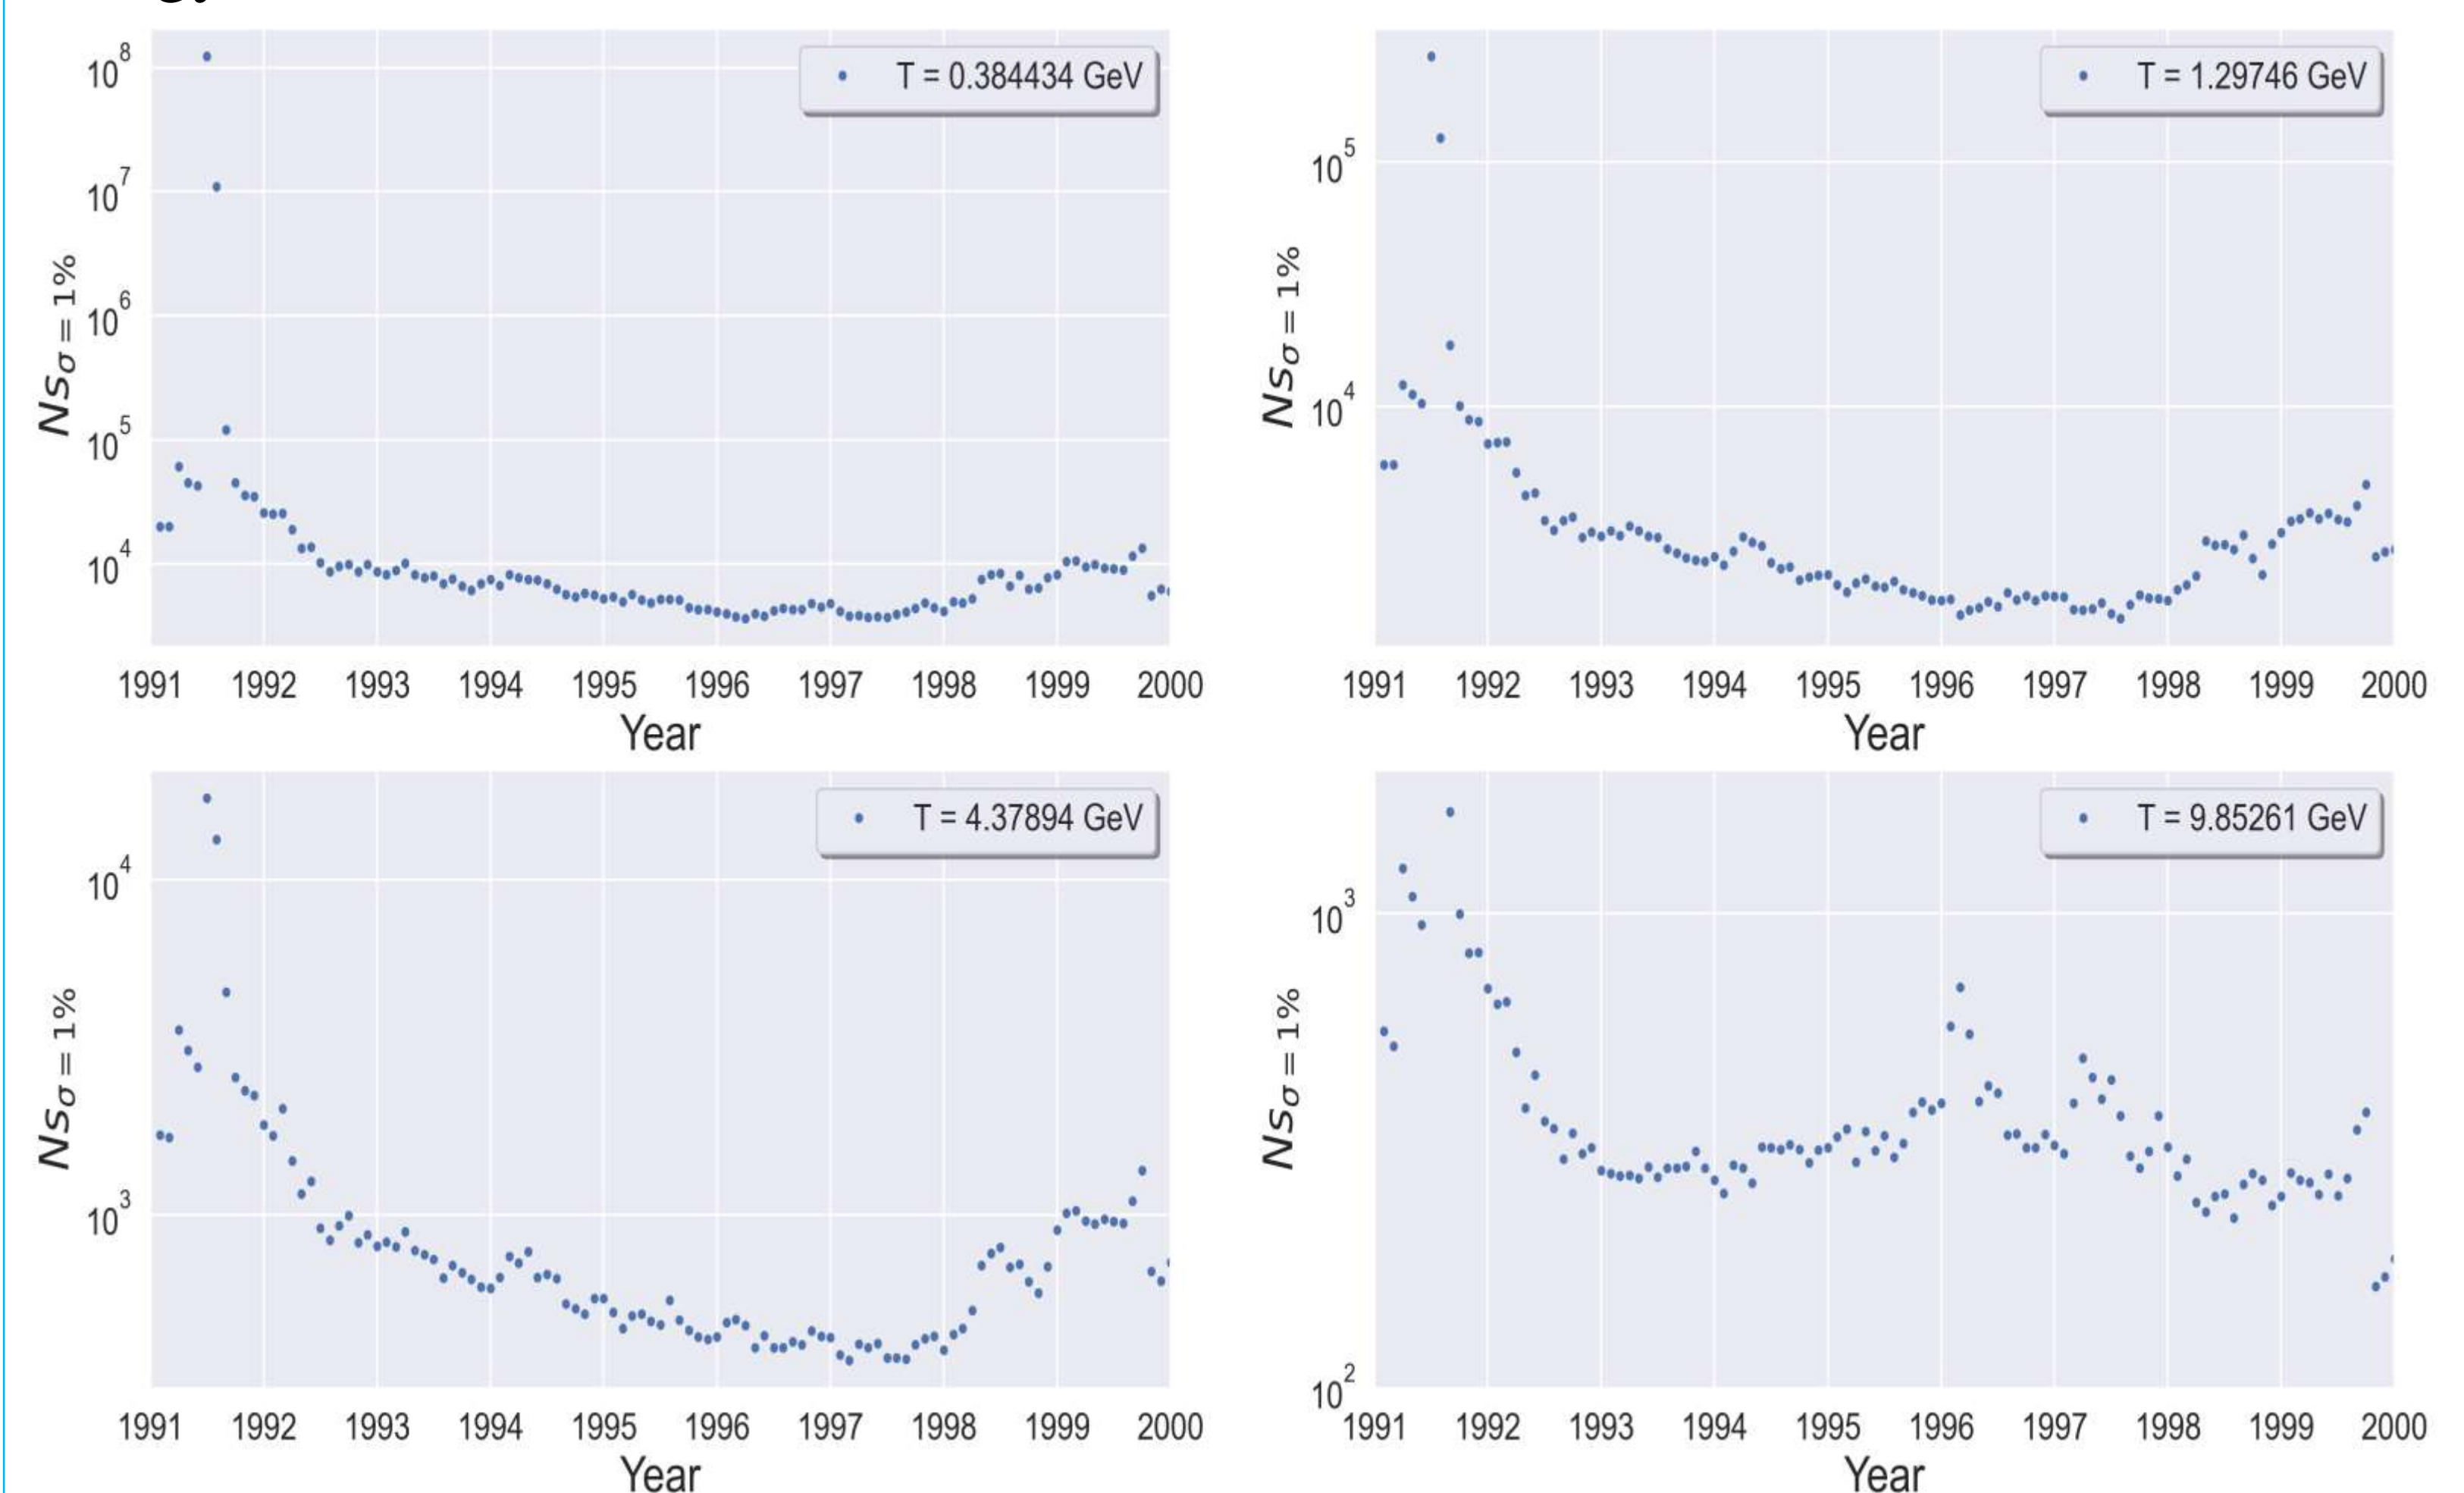 10^8
T = 0.384434 GeV
10^7
10^6
10^5
10^4
Ns_σ = 1%
1991 1992 1993 1994 1995 1996 1997 1998 1999 2000
Year
T = 1.29746 GeV
10^5
10^4
Ns_σ = 1%
1991 1992 1993 1994 1995 1996 1997 1998 1999 2000
Year
T = 4.37894 GeV
10^4
10^3
Ns_σ = 1%
1991 1992 1993 1994 1995 1996 1997 1998 1999 2000
Year
T = 9.85261 GeV
10^3
10^2
Ns_σ = 1%
1991 1992 1993 1994 1995 1996 1997 1998 1999 2000
Year